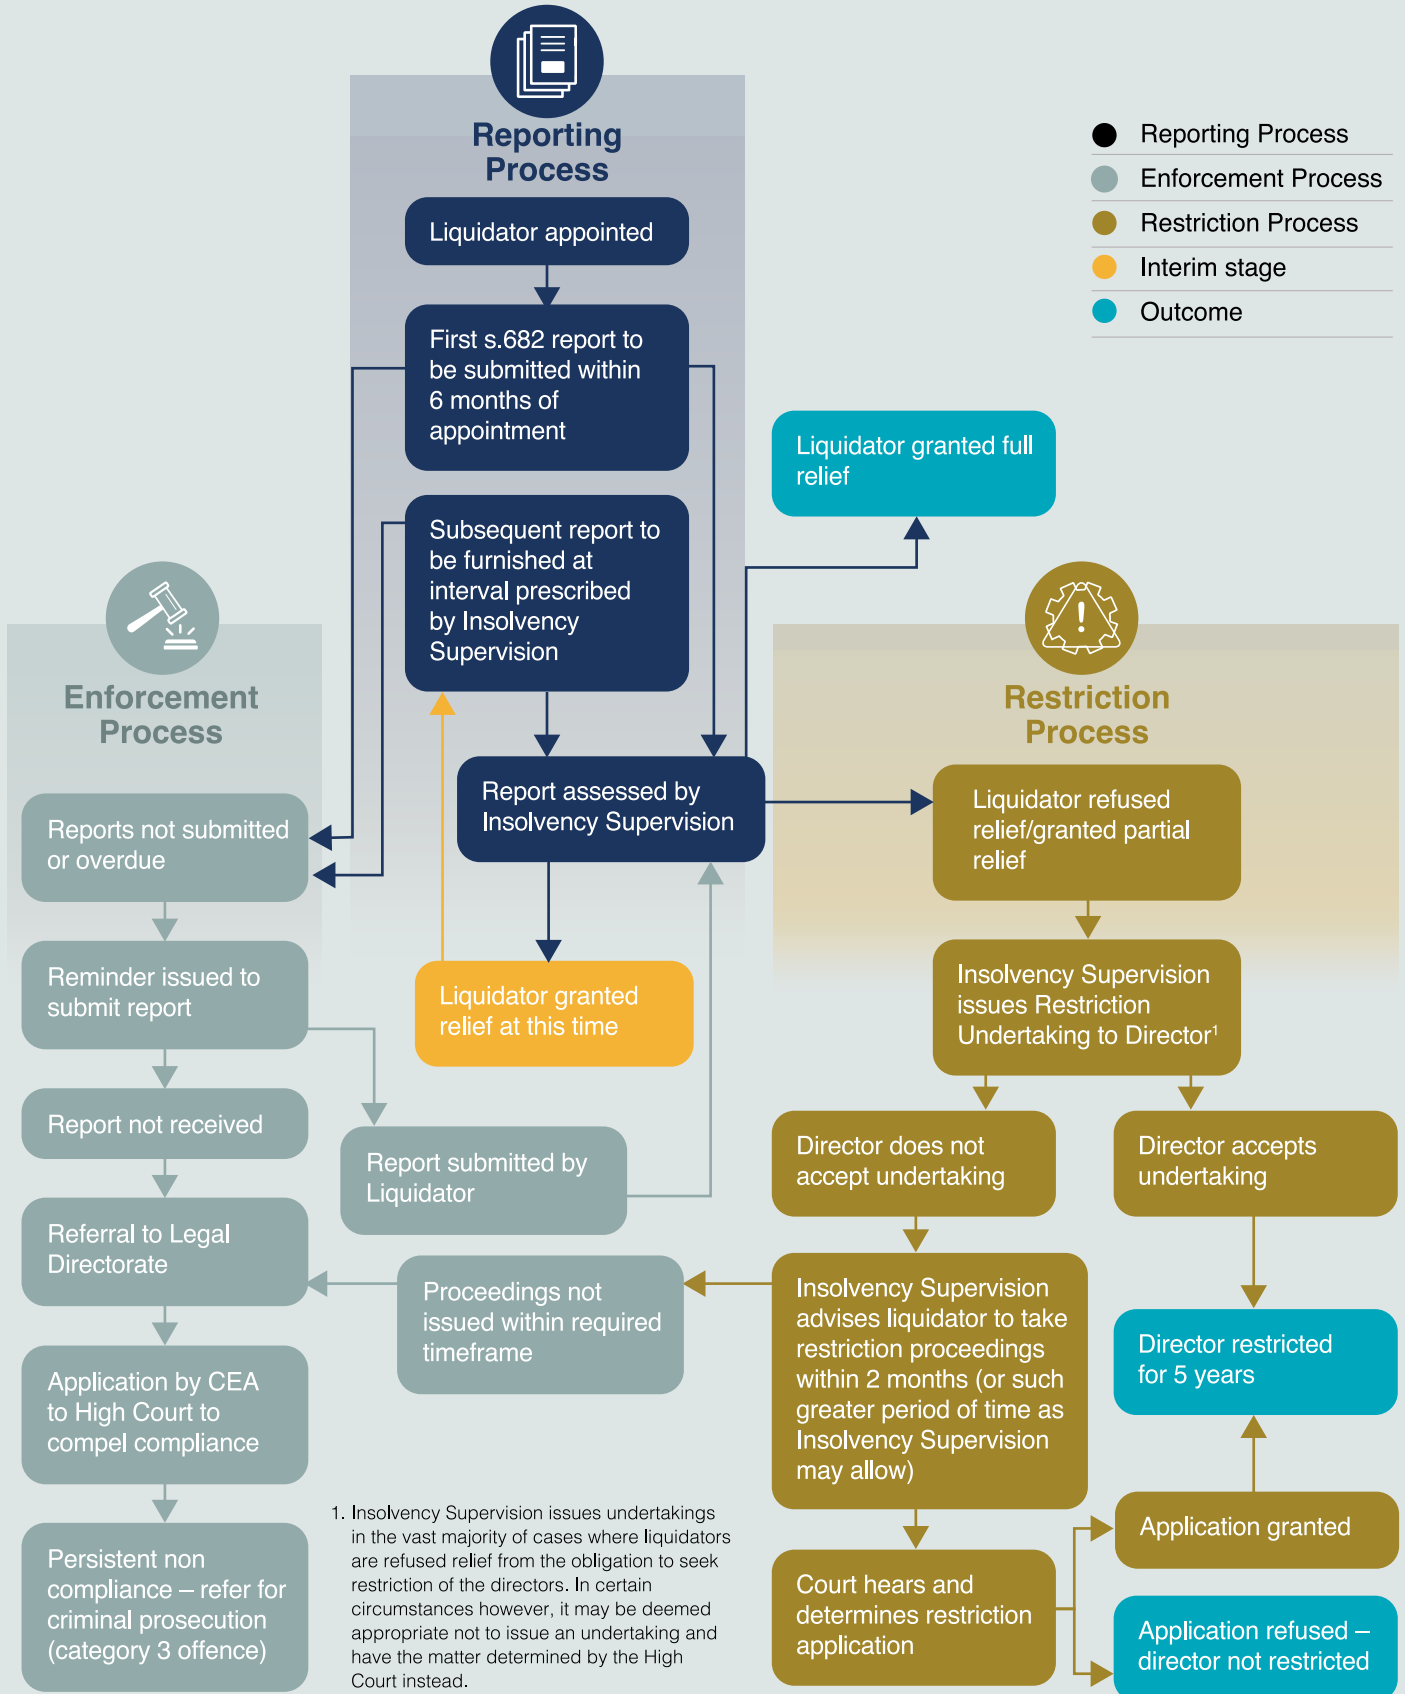 Reporting
Process
Reporting Process
Enforcement Process
Restriction Process
Interim stage
Outcome
Liquidator appointed
First s.682 report to
be submitted within
6 months of
appointment
Liquidator granted full
relief
Subsequent report to
be furnished at
interval prescribed
by Insolvency
Supervision
Enforcement
Process
Restriction
Process
Report assessed by
Insolvency Supervision
Liquidator refused
relief/granted partial
relief
Reports not submitted
or overdue
Reminder issued to
submit report
Liquidator granted
relief at this time
Insolvency Supervision
issues Restriction
Undertaking to Director¹
Report not received
Report submitted by
Liquidator
Director does not
accept undertaking
Director accepts
undertaking
Referral to Legal
Directorate
Proceedings not
issued within required
timeframe
Insolvency Supervision
advises liquidator to take
restriction proceedings
within 2 months (or such
greater period of time as
Insolvency Supervision
may allow)
Director restricted
for 5 years
Application by CEA
to High Court to
compel compliance
Persistent non
compliance – refer for
criminal prosecution
(category 3 offence)
1. Insolvency Supervision issues undertakings
in the vast majority of cases where liquidators
are refused relief from the obligation to seek
restriction of the directors. In certain
circumstances however, it may be deemed
appropriate not to issue an undertaking and
have the matter determined by the High
Court instead.
Court hears and
determines restriction
application
Application granted
Application refused –
director not restricted